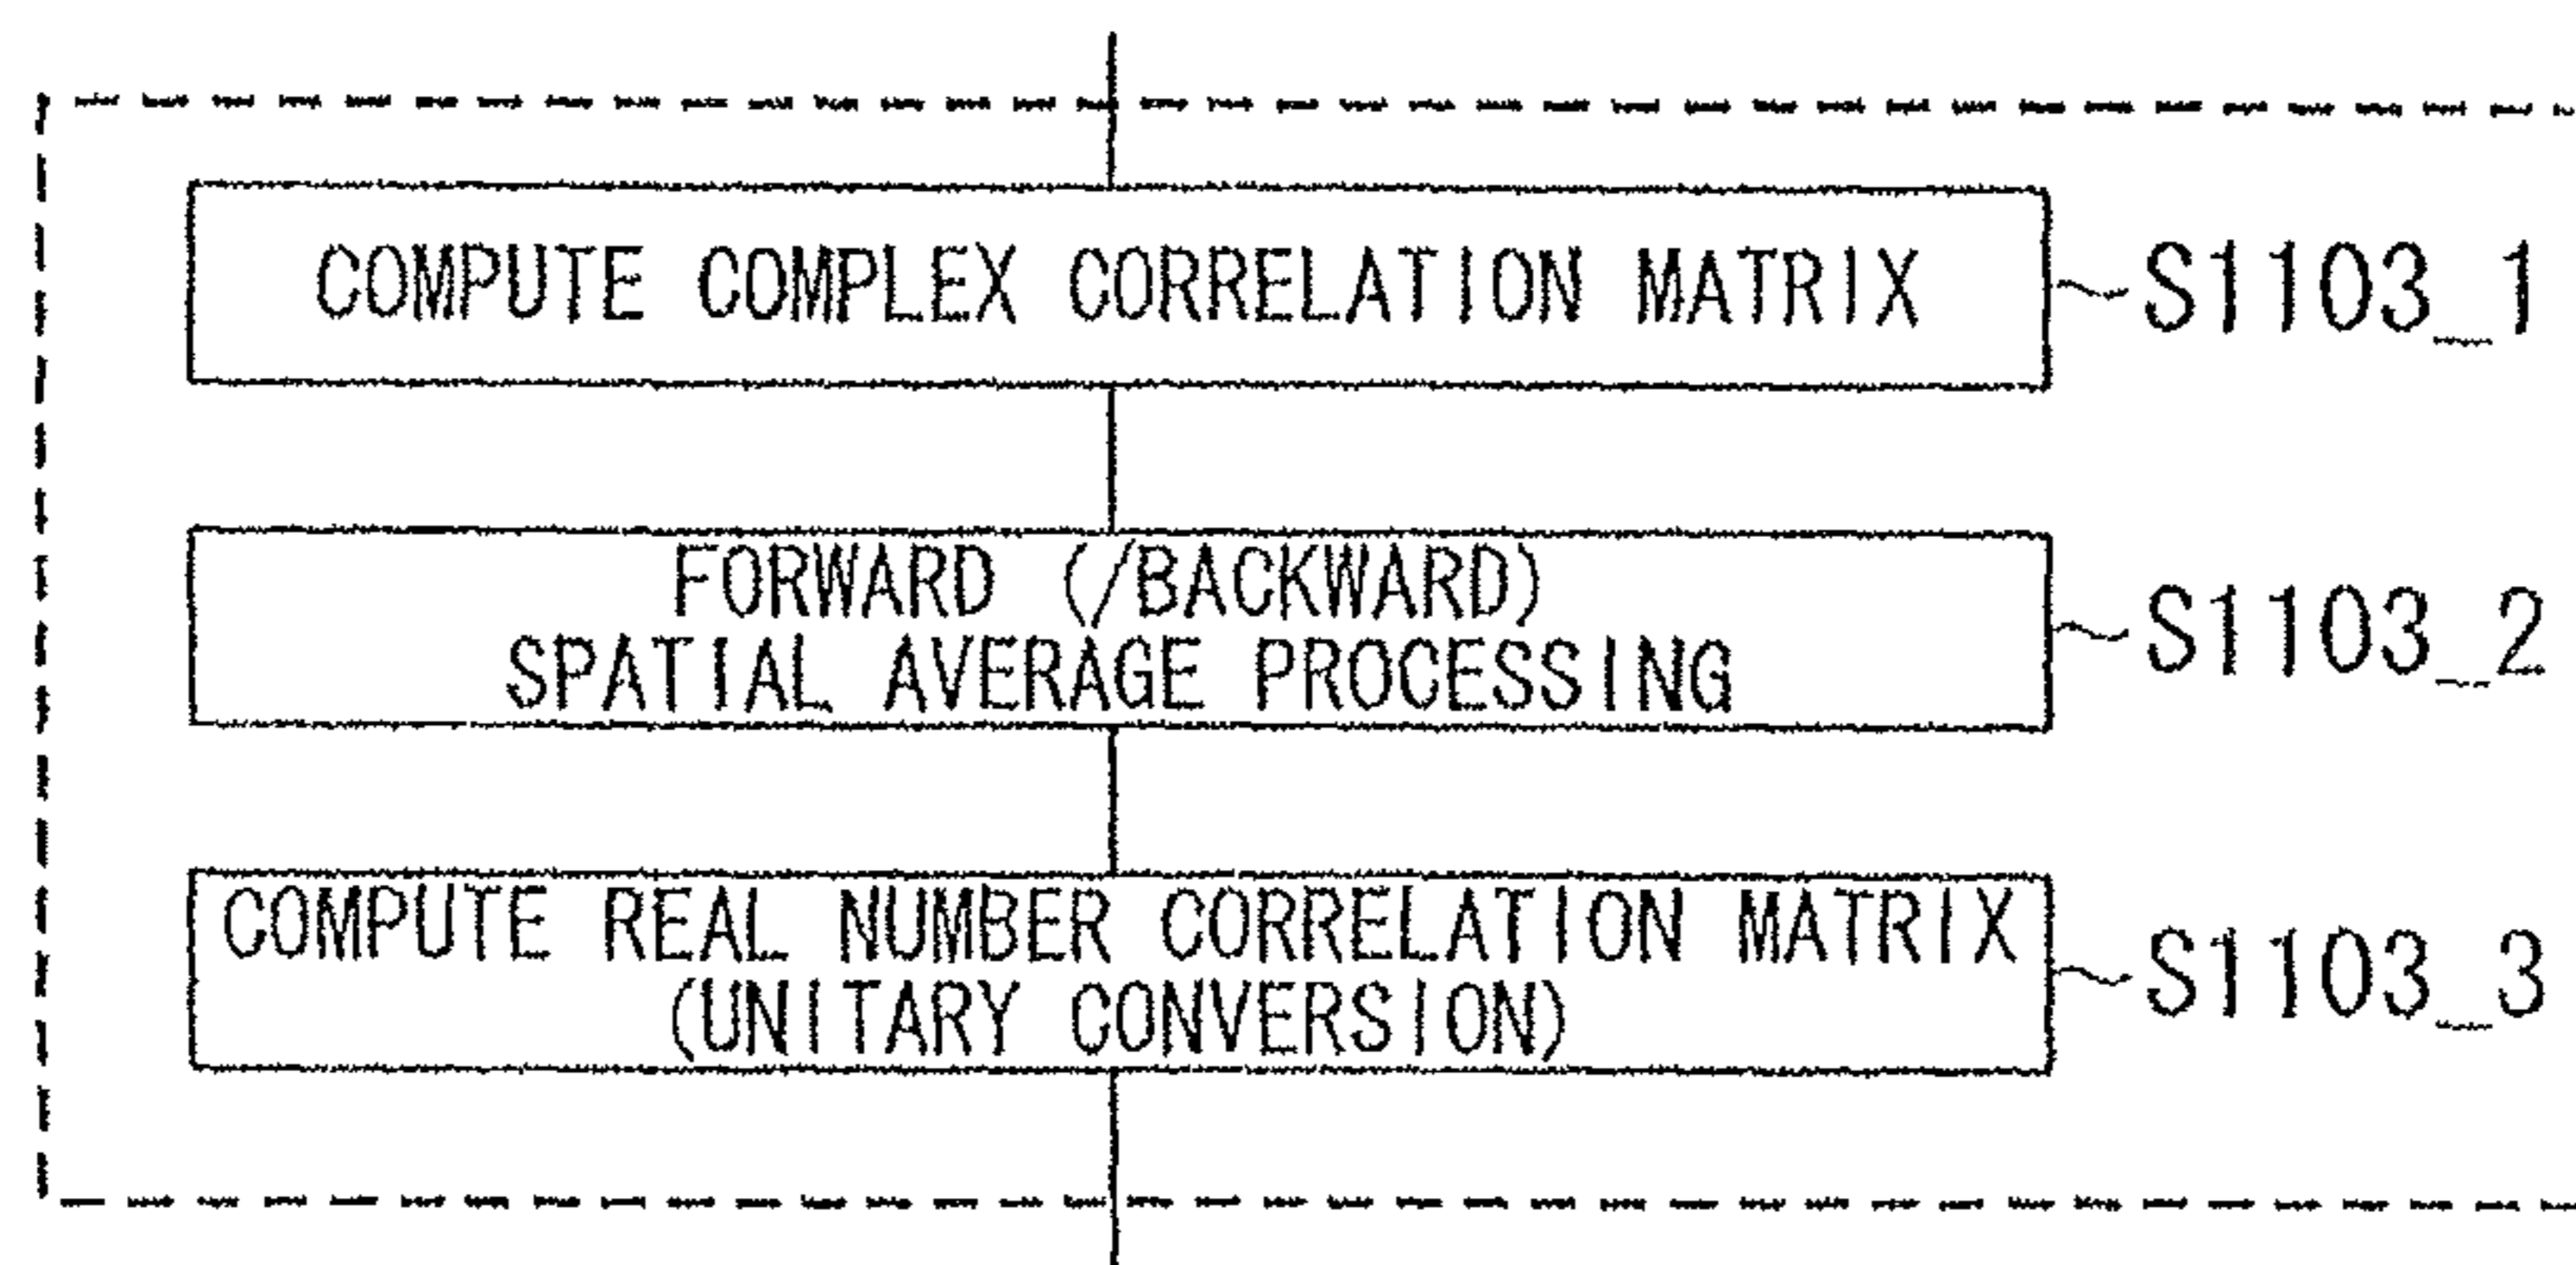 COMPUTE COMPLEX CORRELATION MATRIX
S1103_1
FORWARD (/BACKWARD)
SPATIAL AVERAGE PROCESSING
S1103_2
COMPUTE REAL NUMBER CORRELATION MATRIX
(UNITARY CONVERSION)
S1103_3